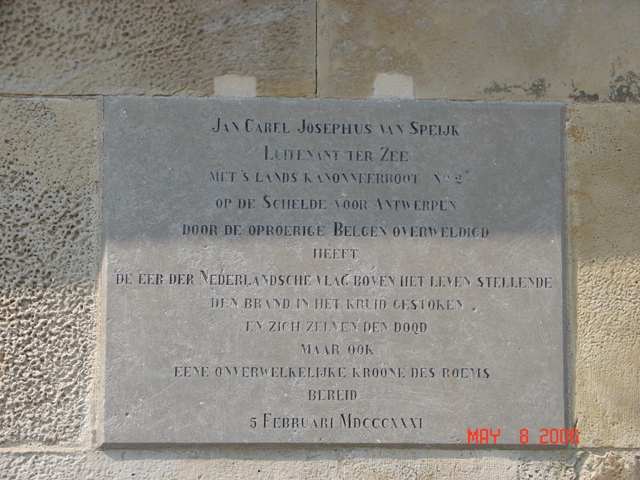 JAN CAREL JOSEPHUS VAN SPEIJK
LUITENANT TER ZEE
MET 'S LANDS KANONNEERBOOT No 2
OP DE SCHELDE VOOR ANTWERPEN
DOOR DE OPROERIGE BELGEN OVERWELDIGD
HEEFT
DE EER DER NEDERLANDSCHE VLAG BOVEN HET LEVEN STELLENDE
DEN BRAND IN HET KRUID GESTOKEN
EN ZICH ZELVEN DEN DOOD
MAAR OOK
EENE ONVERWELKELIJKE KROONE DES ROEMS
BEREID
5 FEBRUARI MDCCCXXXI
MAY 8 2006